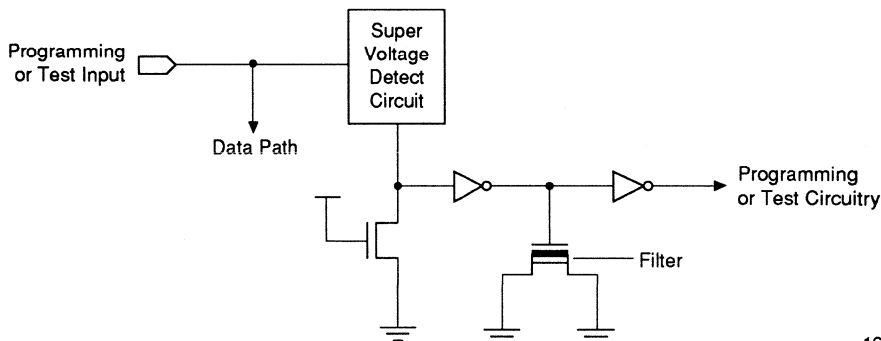 Programming
or Test Input
Super
Voltage
Detect
Circuit
Data Path
Programming
or Test Circuitry
Filter